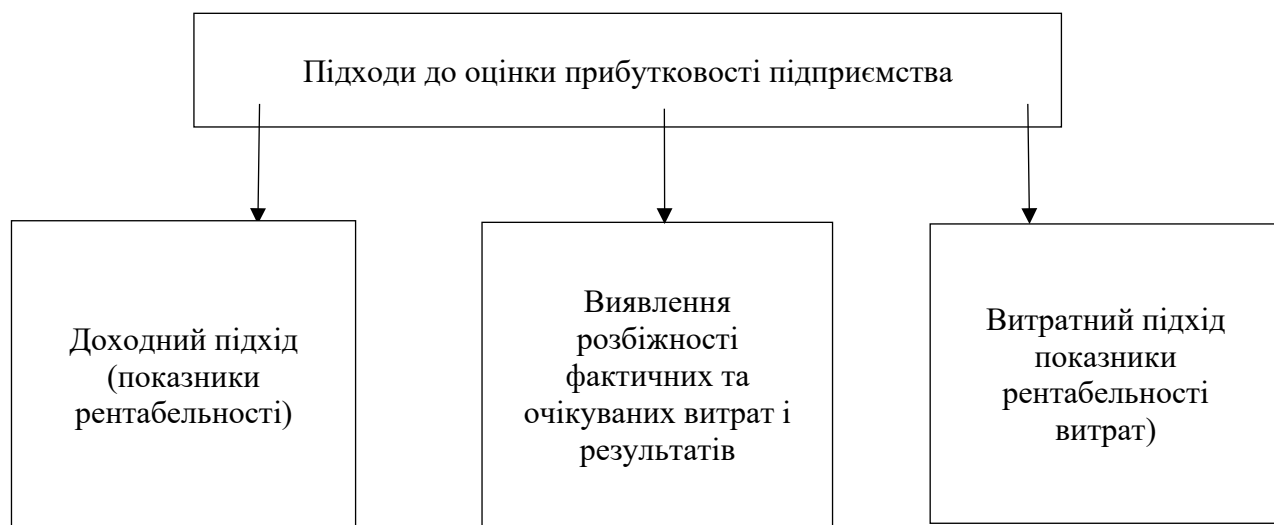 Підходи до оцінки прибутковості підприємства
Доходний підхід
(показники
рентабельності)
Виявлення
розбіжності
фактичних та
очікуваних витрат і
результатів
Витратний підхід
показники
рентабельності
витрат)